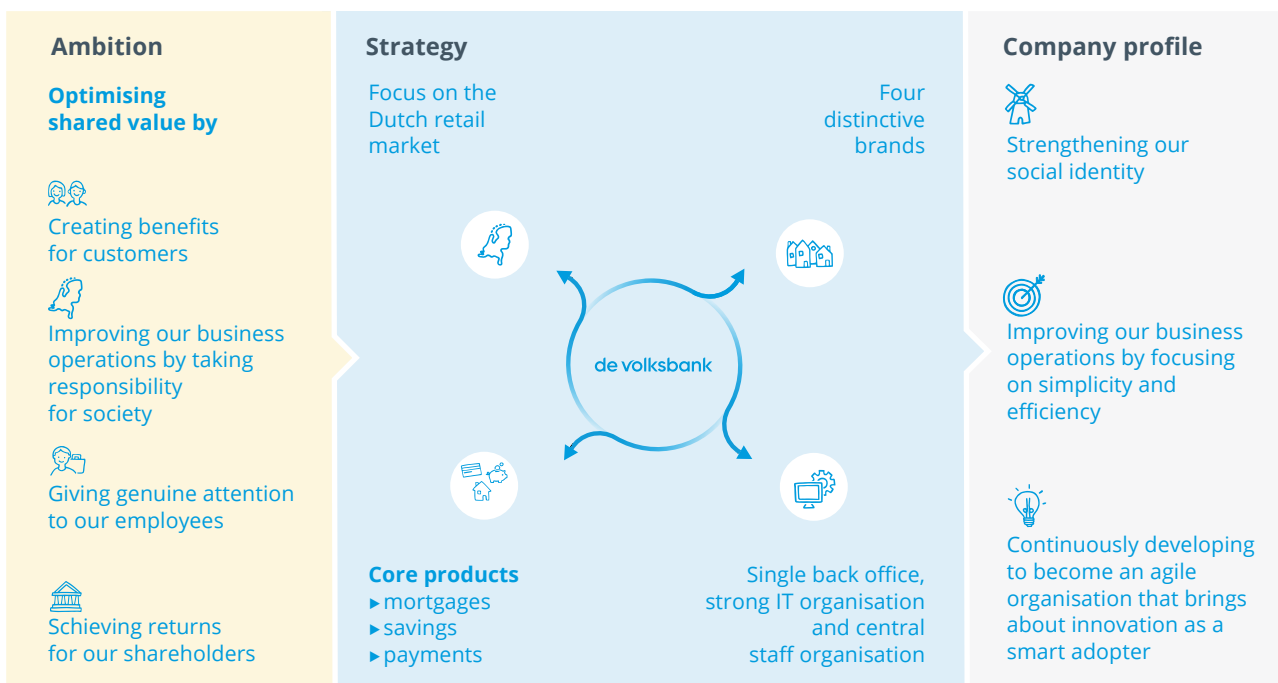 Ambition
Optimising
shared value by
Creating benefits
for customers
Improving our business
operations by taking
responsibility
for society
Giving genuine attention
to our employees
Schieving returns
for our shareholders
Strategy
Focus on the
Dutch retail
market
Four
distinctive
brands
de volksbank
Core products
▸ mortgages
▸ savings
▸ payments
Single back office,
strong IT organisation
and central
staff organisation
Company profile
Strengthening our
social identity
Improving our business
operations by focusing
on simplicity and
efficiency
Continuously developing
to become an agile
organisation that brings
about innovation as a
smart adopter